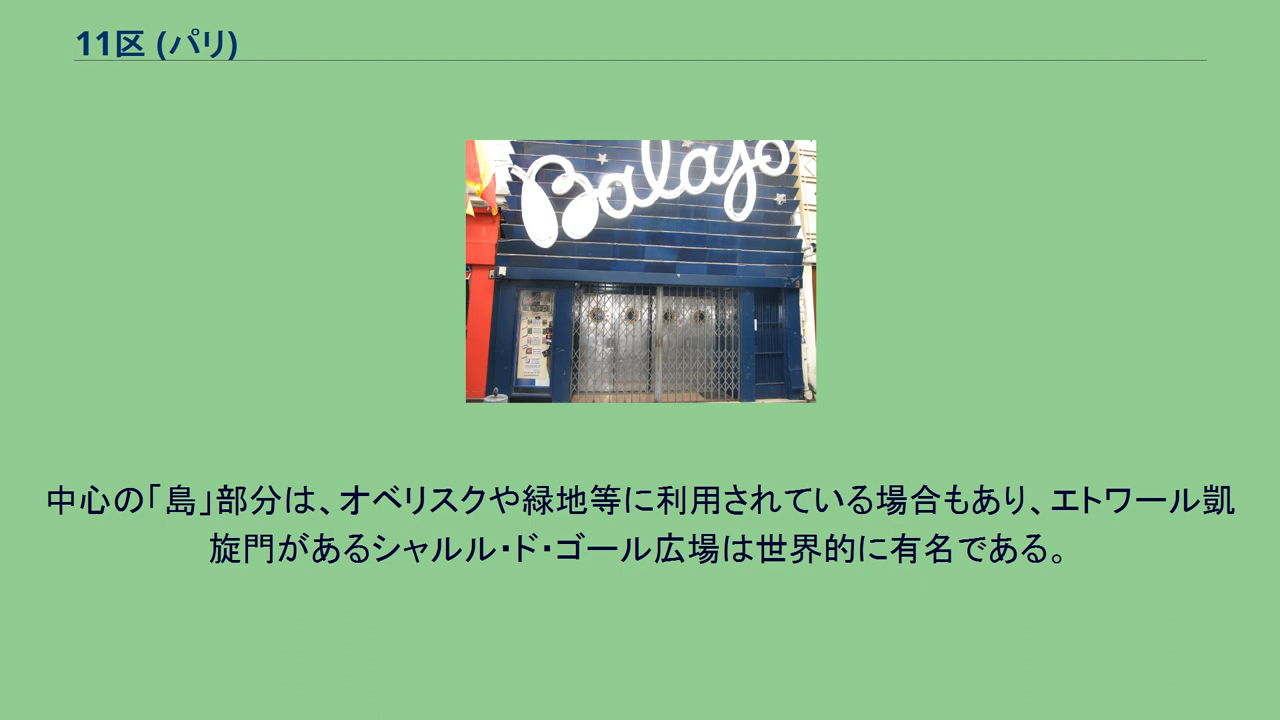 11区 (パリ)
Balajo
中心の「島」部分は、オベリスクや緑地等に利用されている場合もあり、エトワール凱
旋門があるシャルル・ド・ゴール広場は世界的に有名である。